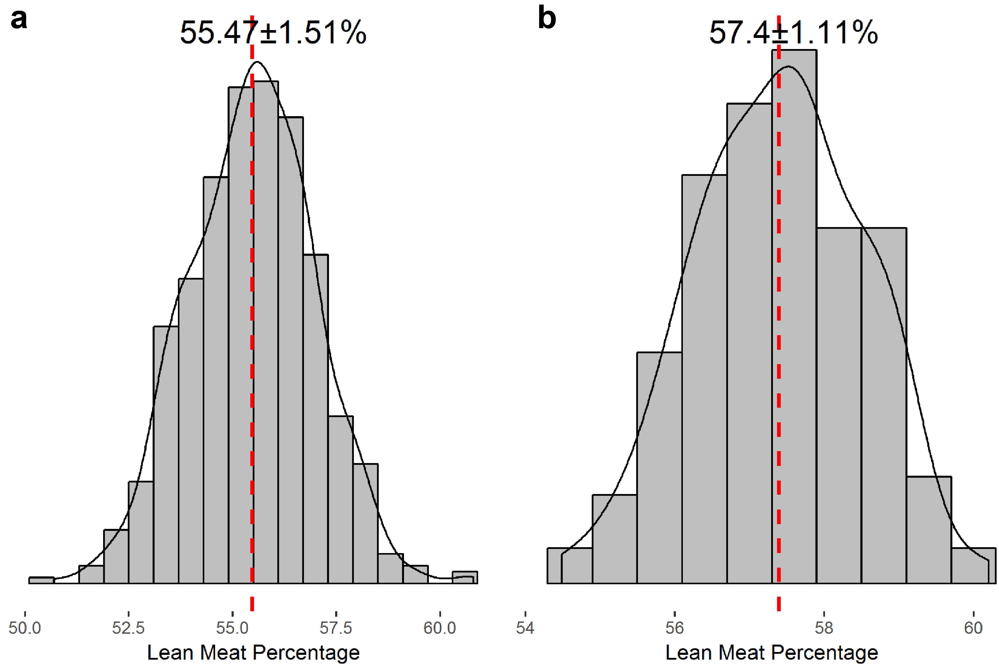 a
55.47±1.51%
50.0 52.5 55.0 57.5 60.0
Lean Meat Percentage
b
57.4±1.11%
54 56 58 60
Lean Meat Percentage